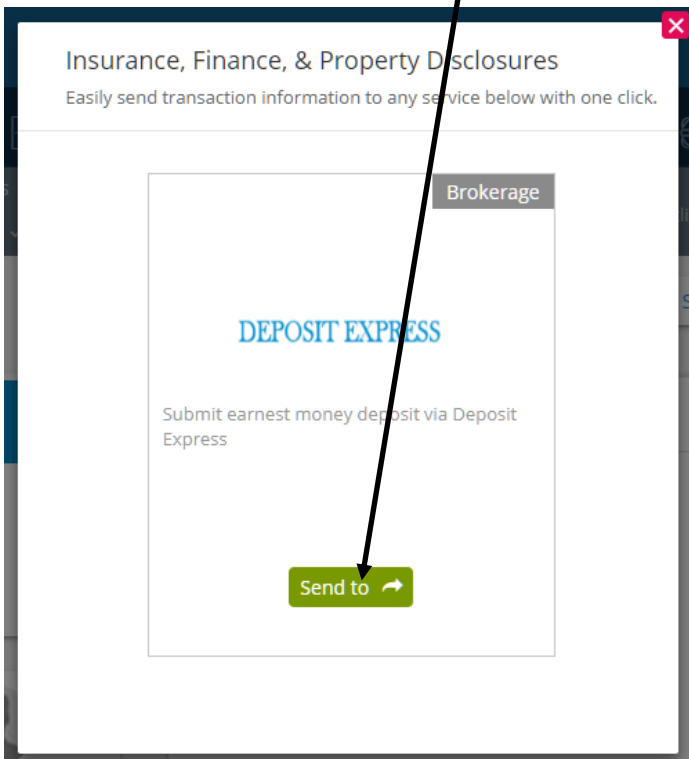 Insurance, Finance, & Property Disclosures
Easily send transaction information to any service below with one click.
Brokerage
DEPOSIT EXPRESS
Submit earnest money deposit via Deposit
Express
Send to